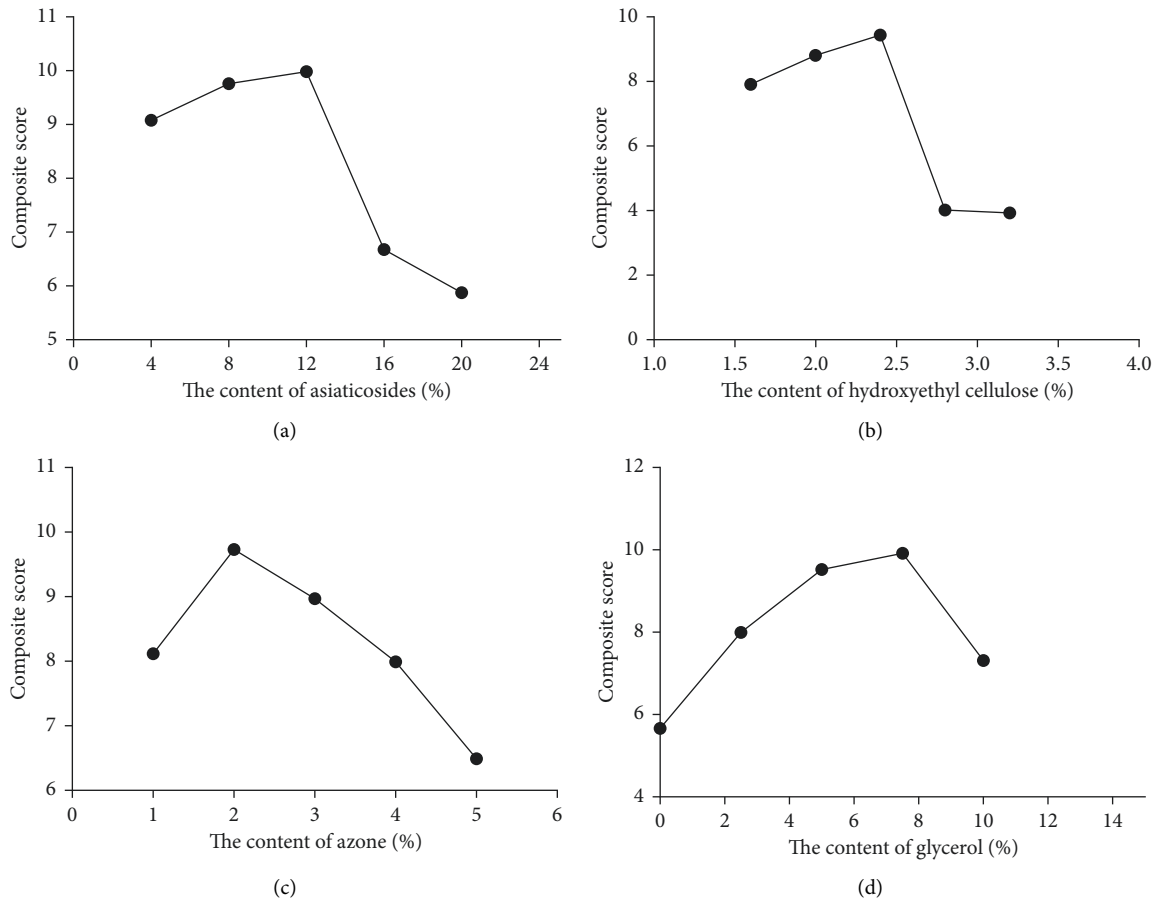 11
10
9
8
7
6
5
Composite score
0 4 8 12 16 20 24
The content of asiaticosides (%)
(a)
10
8
6
4
2
0
Composite score
1.0 1.5 2.0 2.5 3.0 3.5 4.0
The content of hydroxyethyl cellulose (%)
(b)
11
10
9
8
7
6
Composite score
0 1 2 3 4 5 6
The content of azone (%)
(c)
12
10
8
6
4
Composite score
0 2 4 6 8 10 12 14
The content of glycerol (%)
(d)